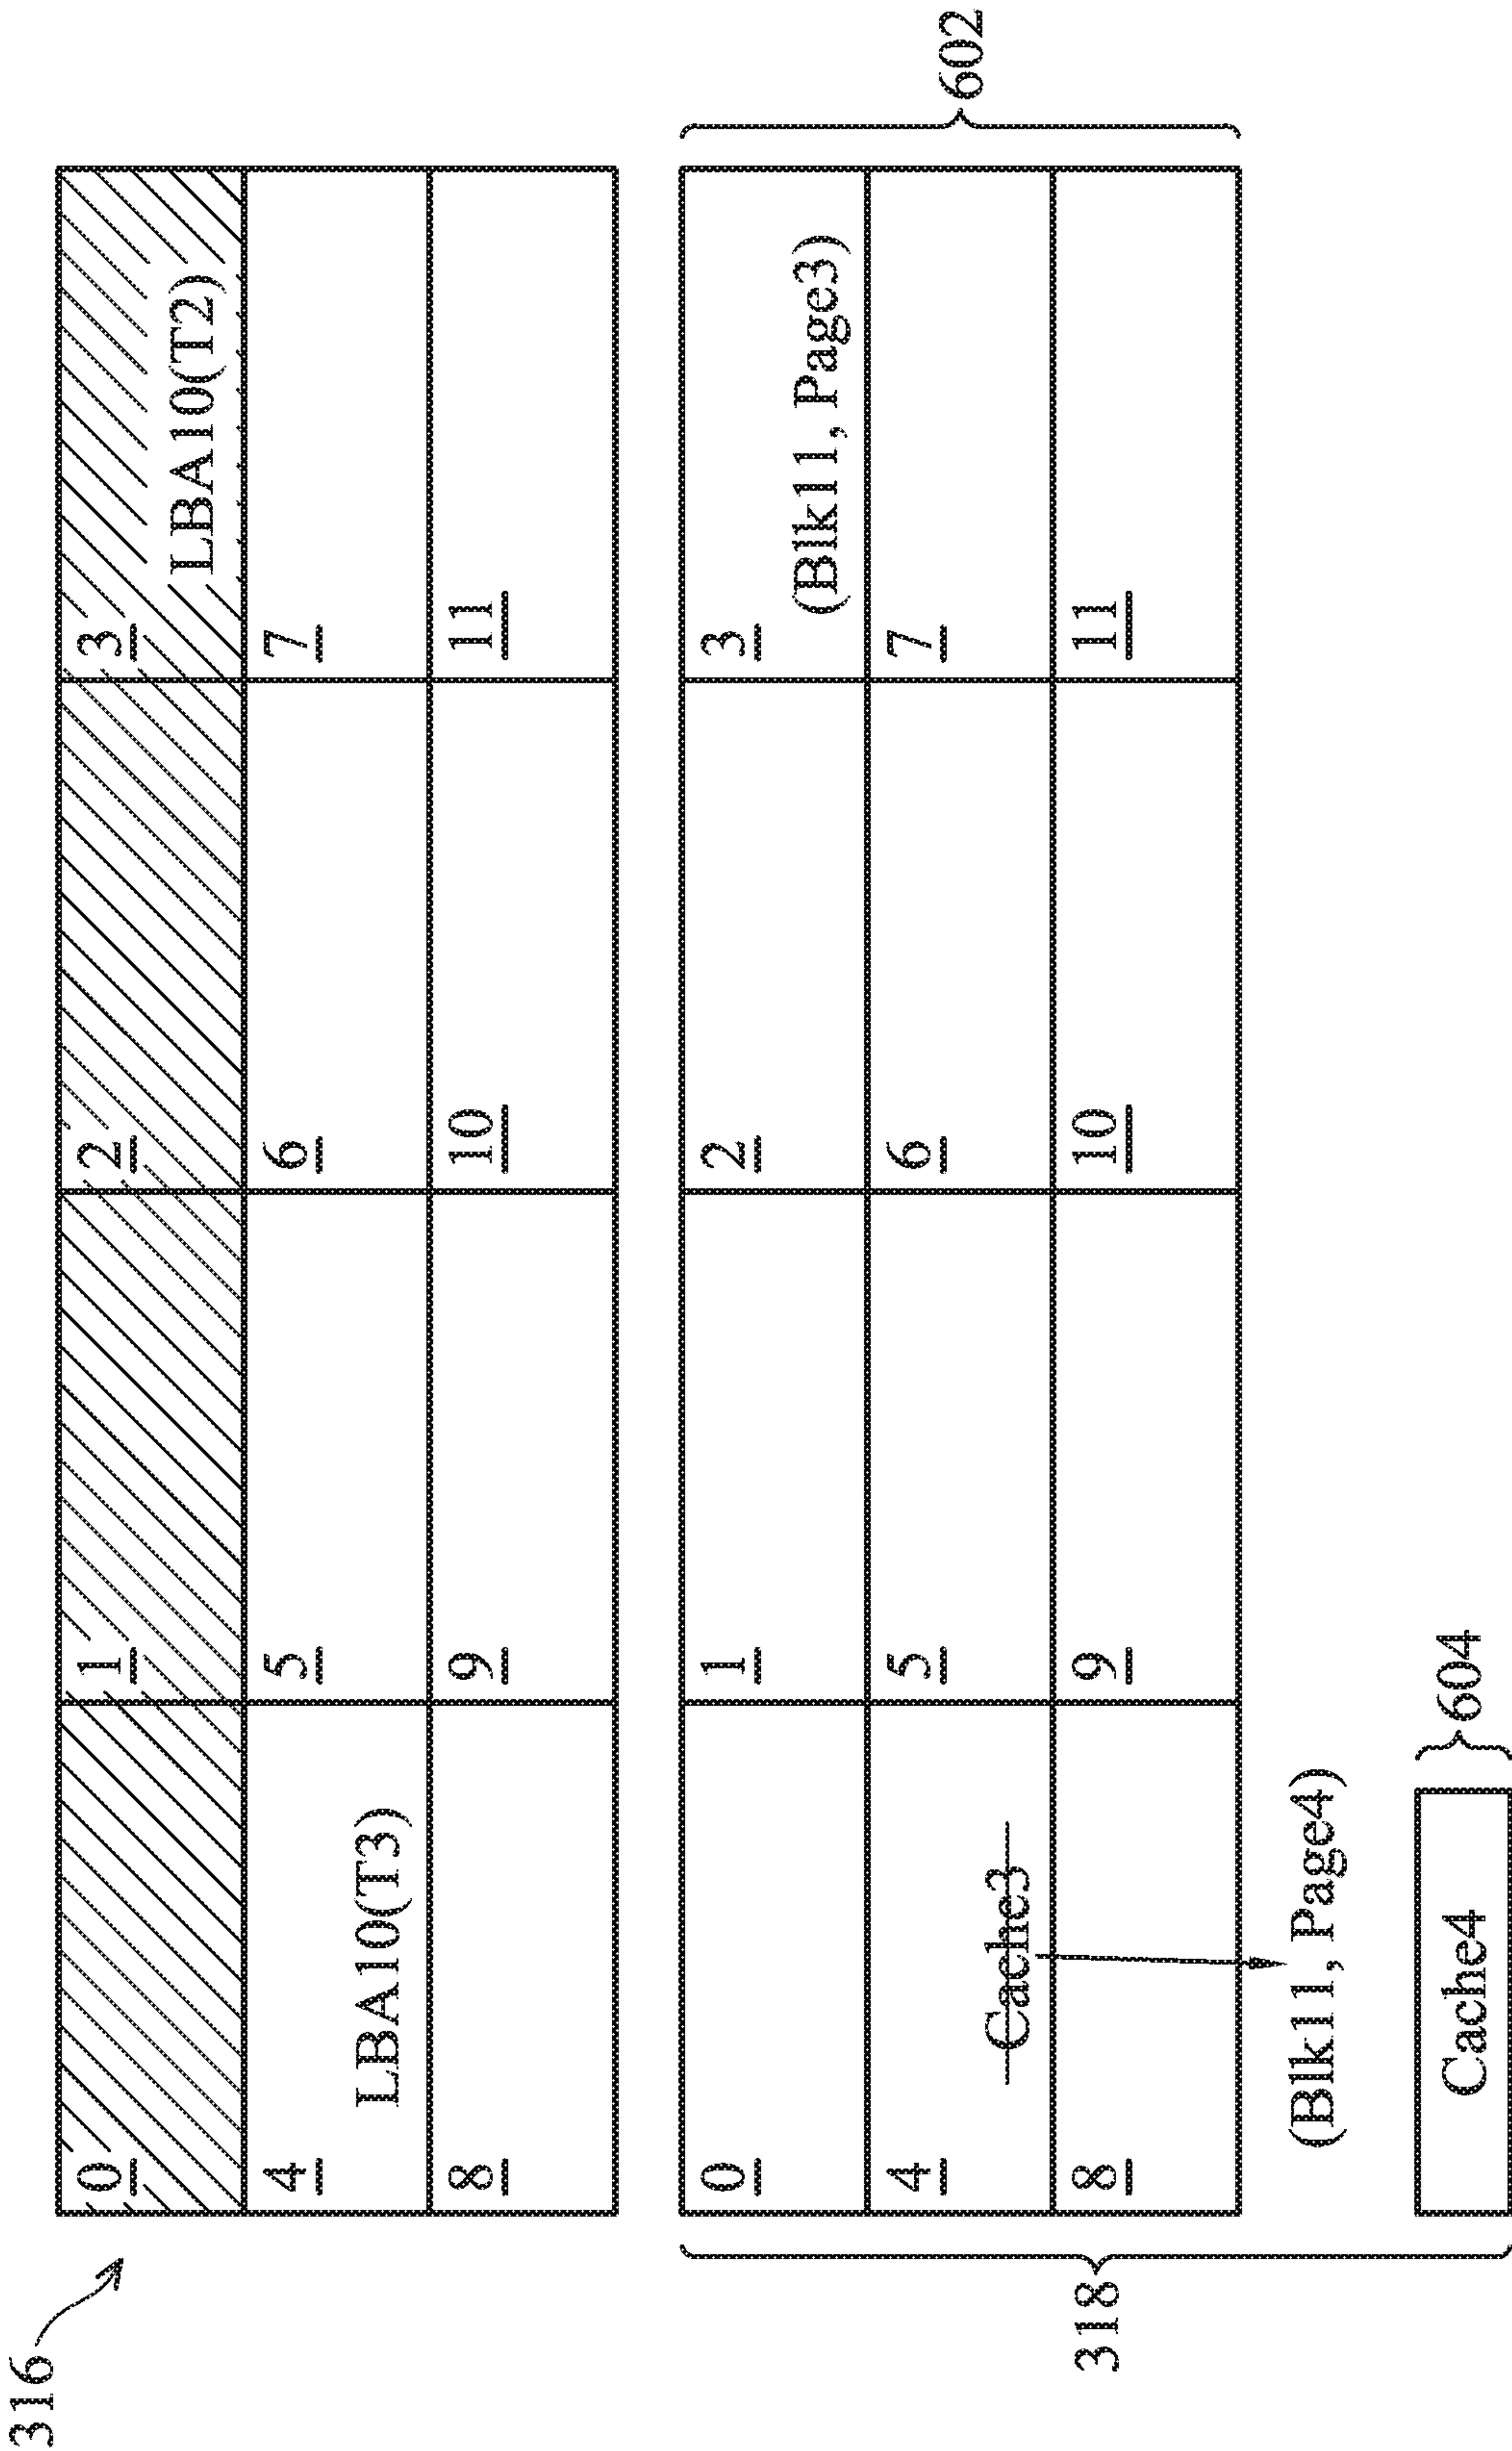 316
0 1 2 3
LBA10(T2)
4 5 6 7
LBA10(T3)
8 9 10 11
318
0 1 2 3
(Blk11, Page3)
4 5 6 7
Cache3
8 9 10 11
602
(Blk11, Page4)
Cache4
604